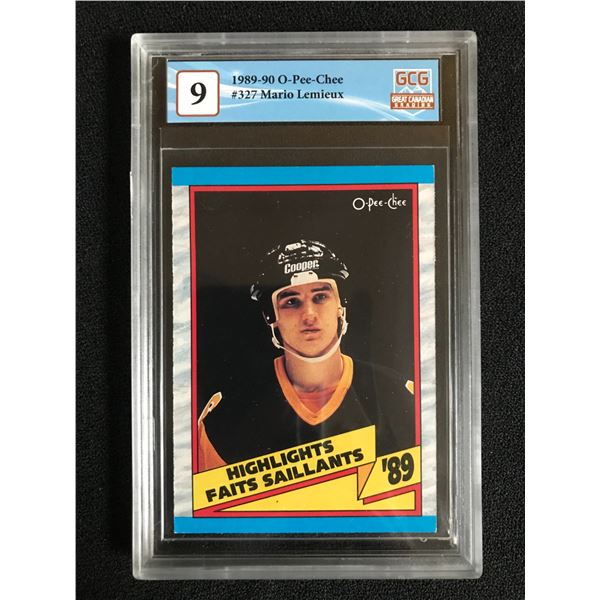 9
1989-90 O-Pee-Chee
#327 Mario Lemieux
GCG
GREAT CANADIAN
GRADING
O-Pee-Chee
Cooper
HIGHLIGHTS
FAITS SAILLANTS
'89